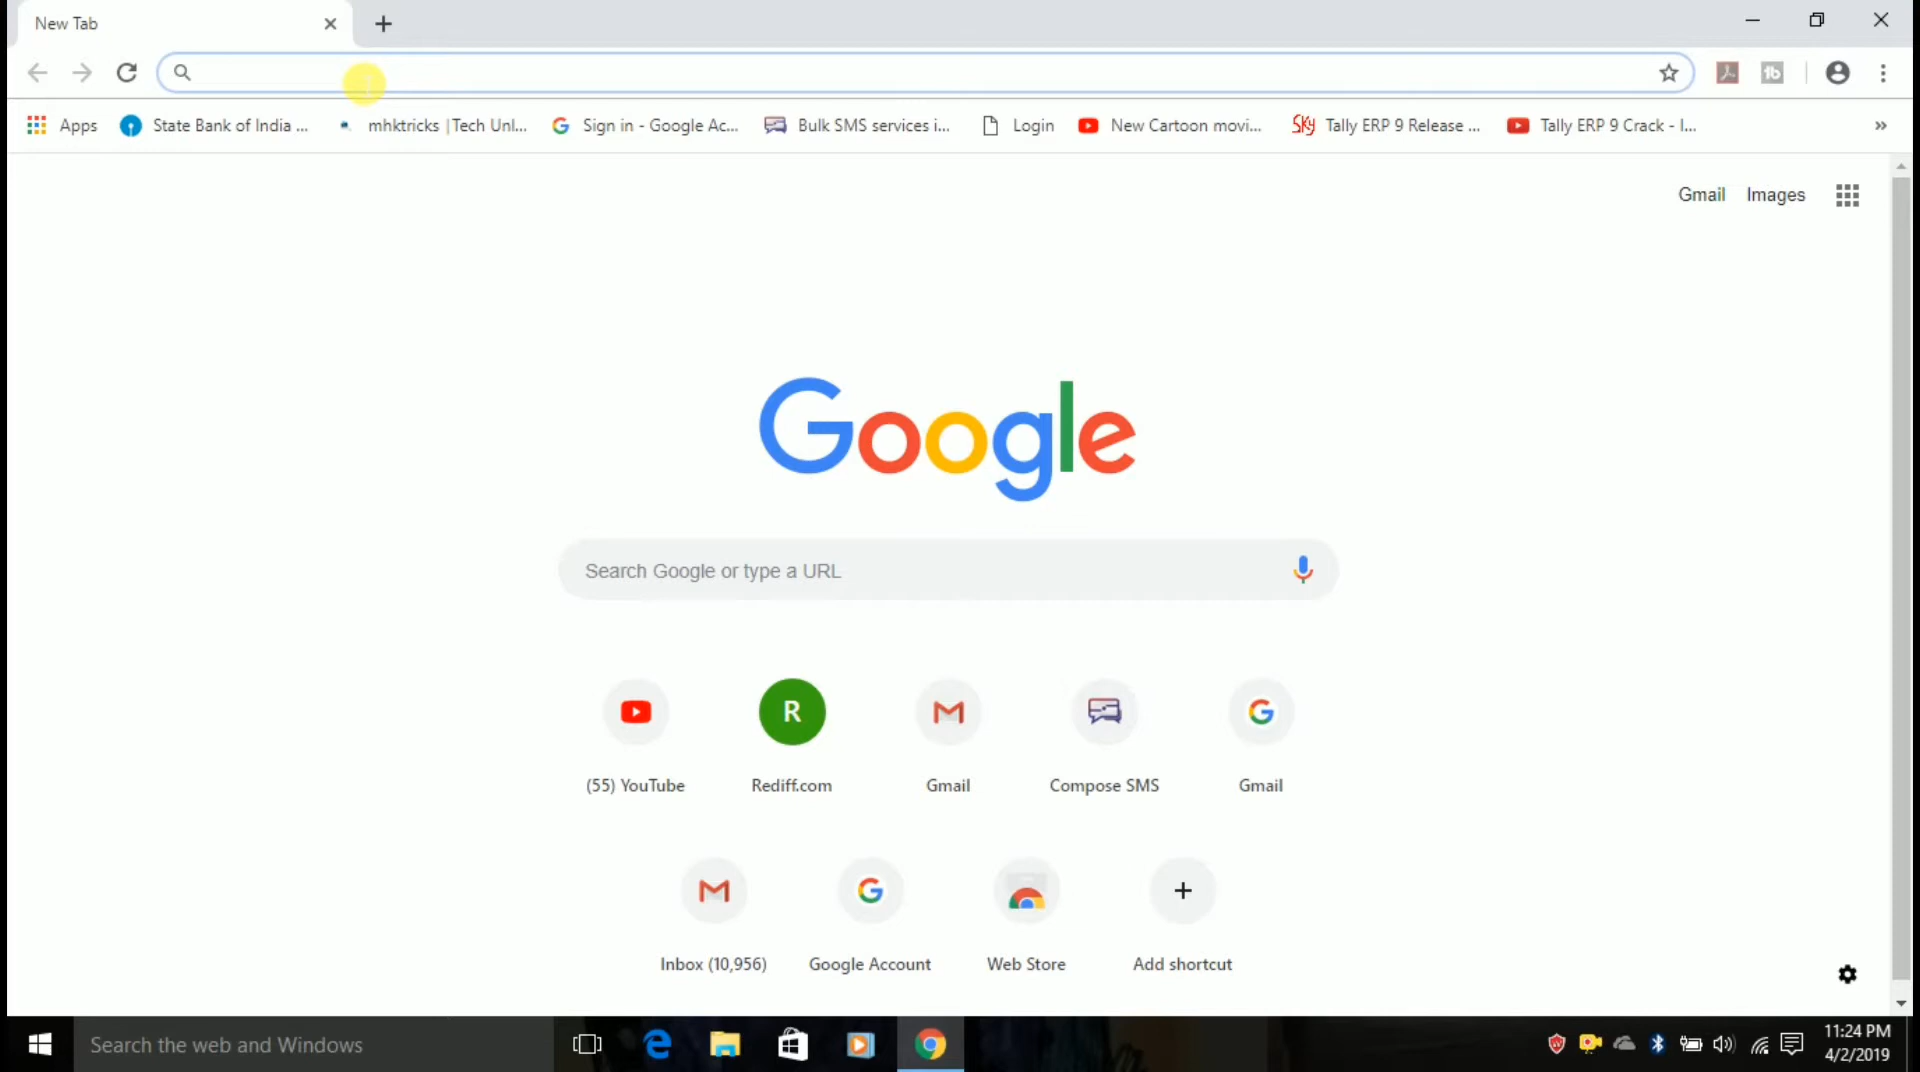 New Tab
Apps
State Bank of India ...
mhktricks |Tech Unl...
Sign in - Google Ac...
Bulk SMS services i...
Login
New Cartoon movi...
SKy
Tally ERP 9 Release ...
Tally ERP 9 Crack - I...
Gmail
Images
Google
Search Google or type a URL
R
(55) YouTube
Rediff.com
Gmail
Compose SMS
Gmail
Inbox (10,956)
Google Account
Web Store
Add shortcut
Search the web and Windows
11:24 PM
4/2/2019